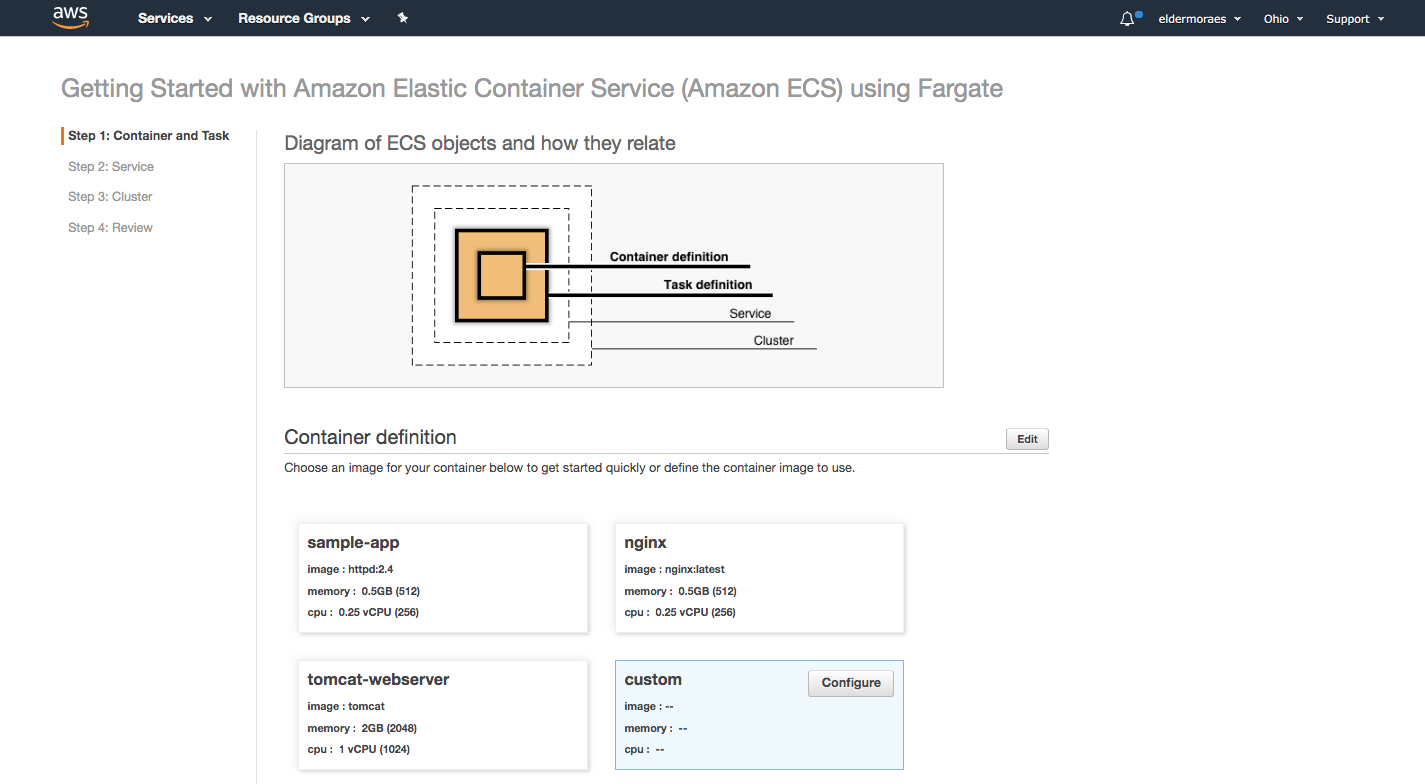 aws
Services
Resource Groups
eldermoraes
Ohio
Support
Getting Started with Amazon Elastic Container Service (Amazon ECS) using Fargate
Step 1: Container and Task
Step 2: Service
Step 3: Cluster
Step 4: Review
Diagram of ECS objects and how they relate
Container definition
Task definition
Service
Cluster
Container definition
Edit
Choose an image for your container below to get started quickly or define the container image to use.
sample-app
image : httpd:2.4
memory : 0.5GB (512)
cpu : 0.25 vCPU (256)
nginx
image : nginx:latest
memory : 0.5GB (512)
cpu : 0.25 vCPU (256)
tomcat-webserver
image : tomcat
memory : 2GB (2048)
cpu : 1 vCPU (1024)
custom
Configure
image : --
memory : --
cpu : --